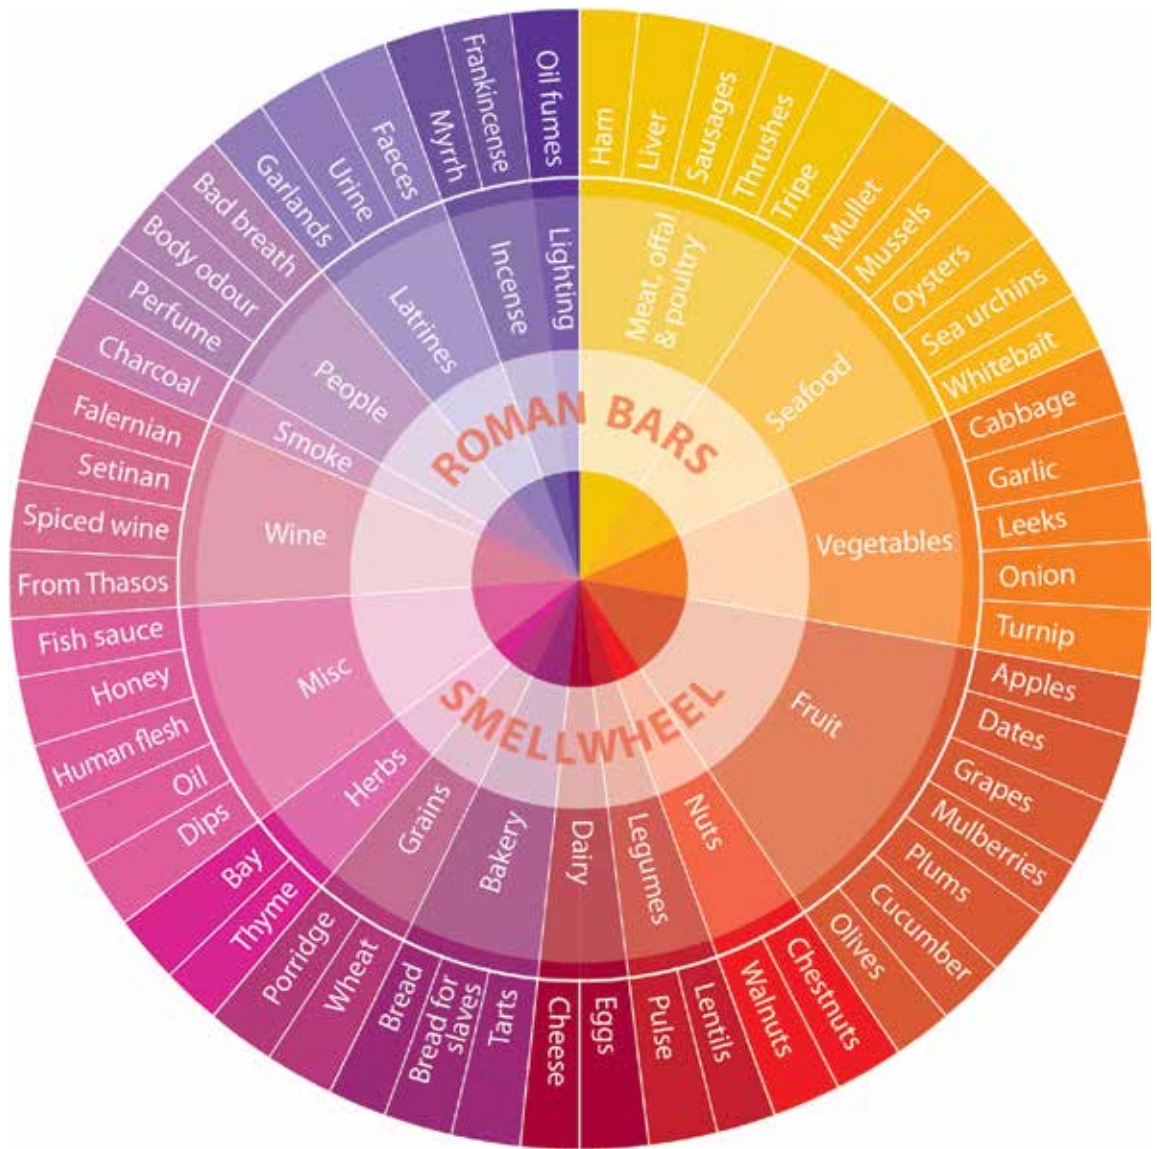 ROMAN BARS
SMELLWHEEL
Meat, offal
& poultry
Ham
Liver
Sausages
Thrushes
Tripe
Seafood
Mullet
Mussels
Oysters
Sea urchins
Whitebait
Vegetables
Cabbage
Garlic
Leeks
Onion
Turnip
Fruit
Apples
Dates
Grapes
Mulberries
Plums
Cucumber
Olives
Nuts
Chestnuts
Walnuts
Legumes
Lentils
Pulse
Dairy
Eggs
Cheese
Bakery
Tarts
Bread for
slaves
Bread
Grains
Wheat
Porridge
Herbs
Thyme
Bay
Misc
Dips
Oil
Human flesh
Honey
Fish sauce
Wine
From Thasos
Spiced wine
Setinan
Falernian
Smoke
Charcoal
People
Perfume
Body odour
Bad breath
Latrines
Garlands
Urine
Faeces
Incense
Myrrh
Frankincense
Lighting
Oil fumes